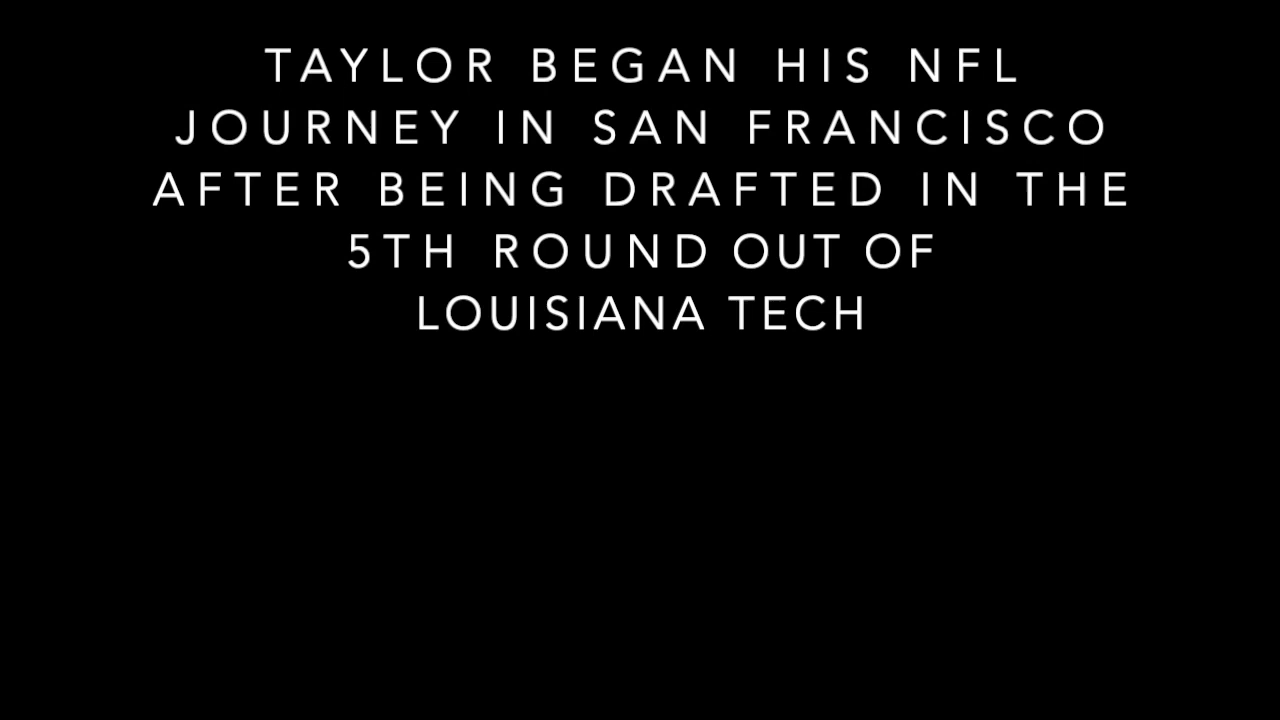 TAYLOR BEGAN HIS NFL
JOURNEY IN SAN FRANCISCO
AFTER BEING DRAFTED IN THE
5TH ROUND OUT OF
LOUISIANA TECH